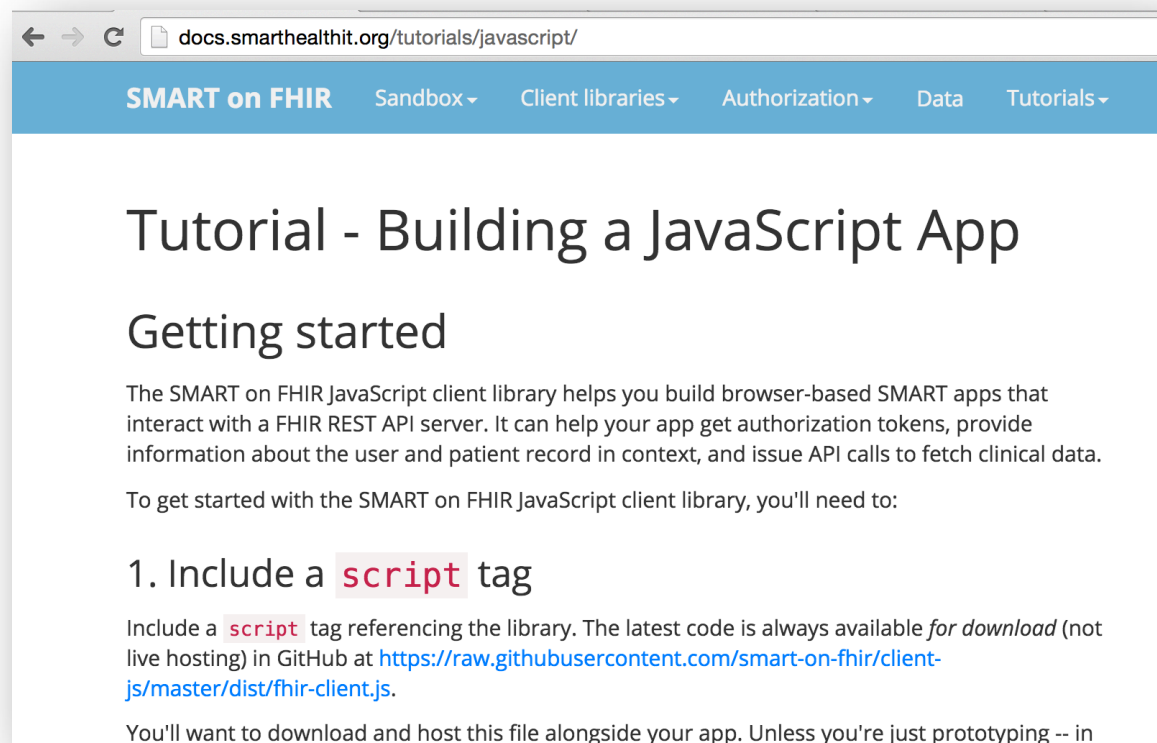 docs.smarthealthit.org/tutorials/javascript/
SMART on FHIR Sandbox Client libraries Authorization Data Tutorials
Tutorial - Building a JavaScript App
Getting started
The SMART on FHIR JavaScript client library helps you build browser-based SMART apps that
interact with a FHIR REST API server. It can help your app get authorization tokens, provide
information about the user and patient record in context, and issue API calls to fetch clinical data.
To get started with the SMART on FHIR JavaScript client library, you'll need to:
1. Include a script tag
Include a script tag referencing the library. The latest code is always available for download (not
live hosting) in GitHub at https://raw.githubusercontent.com/smart-on-fhir/client-
js/master/dist/fhir-client.js.
You'll want to download and host this file alongside your app. Unless you're just prototyping -- in